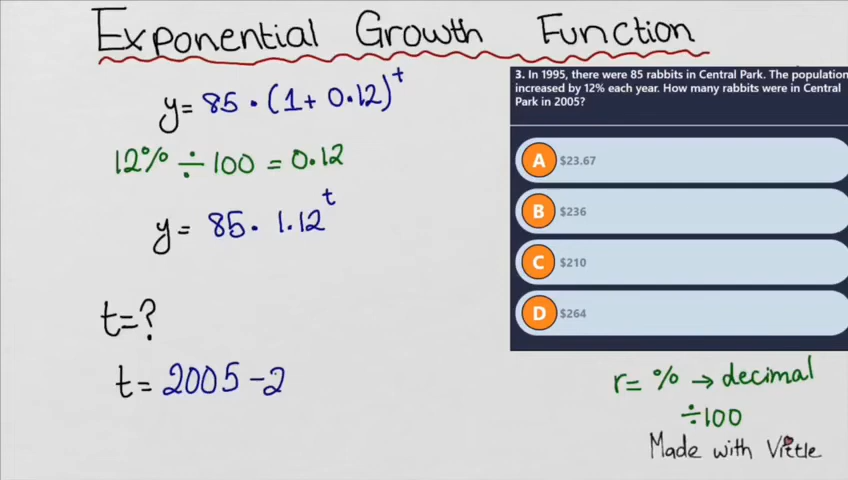 Exponential Growth Function
y = 85 · (1 + 0.12)^t
12% ÷ 100 = 0.12
y = 85 · 1.12^t
t = ?
t = 2005 - 2
3. In 1995, there were 85 rabbits in Central Park. The population
increased by 12% each year. How many rabbits were in Central
Park in 2005?
A $23.67
B $236
C $210
D $264
r = % → decimal
÷100
Made with Vittle